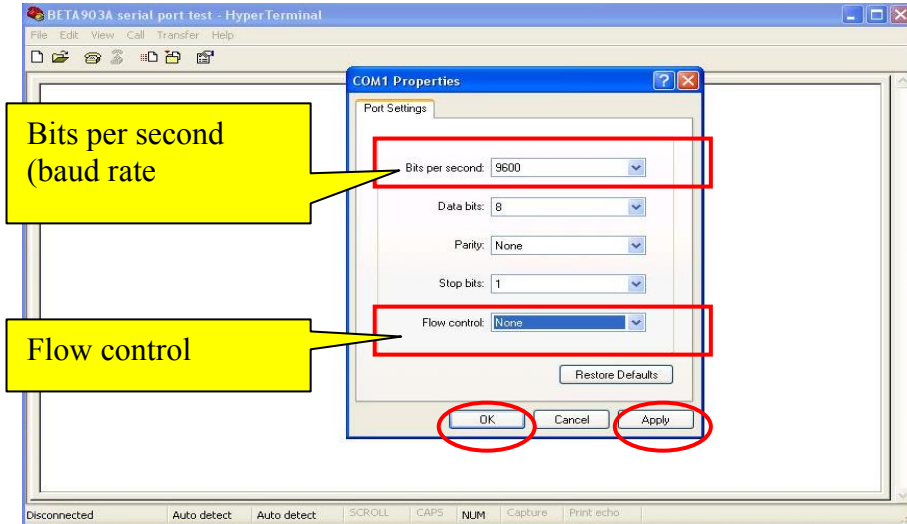 BETA903A serial port test - HyperTerminal
File Edit View Call Transfer Help
COM1 Properties
Port Settings
Bits per second
(baud rate
Bits per second: 9600
Data bits: 8
Parity: None
Stop bits: 1
Flow control: None
Flow control
Restore Defaults
OK Cancel Apply
Disconnected Auto detect Auto detect SCROLL CAPS NUM Capture Print echo